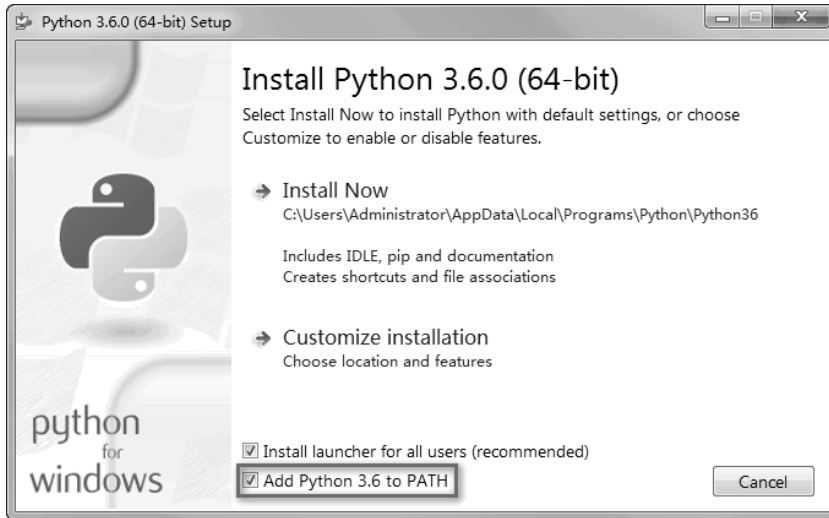 Python 3.6.0 (64-bit) Setup
Install Python 3.6.0 (64-bit)
Select Install Now to install Python with default settings, or choose
Customize to enable or disable features.
Install Now
C:\Users\Administrator\AppData\Local\Programs\Python\Python36
Includes IDLE, pip and documentation
Creates shortcuts and file associations
Customize installation
Choose location and features
python
for
windows
Install launcher for all users (recommended)
Add Python 3.6 to PATH
Cancel